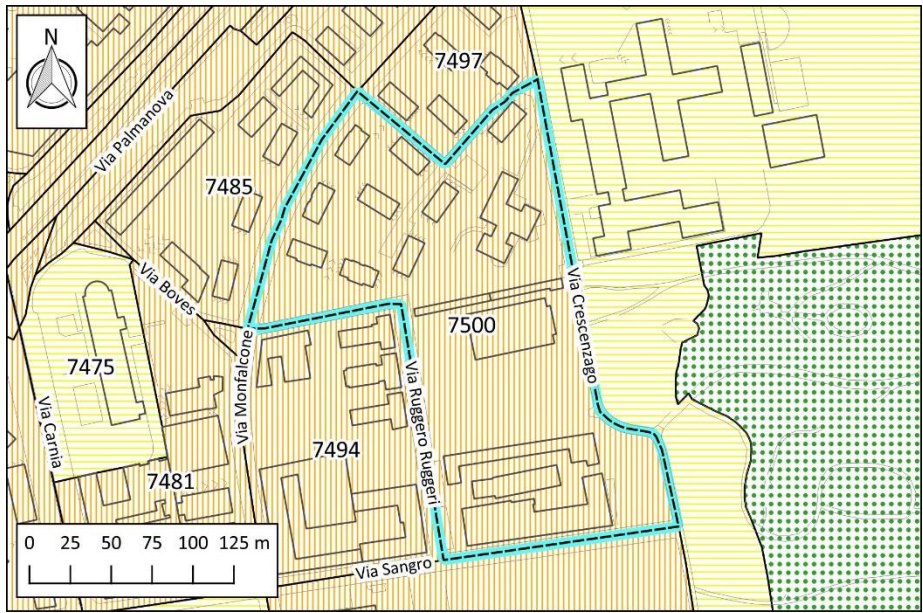 N
7497
Via Palmanova
7485
Via Boves
Via Crescenzago
7500
7475
Via Monfalcone
Via Ruggero Ruggeri
Via Carnia
7494
7481
0 25 50 75 100 125 m
Via Sangro